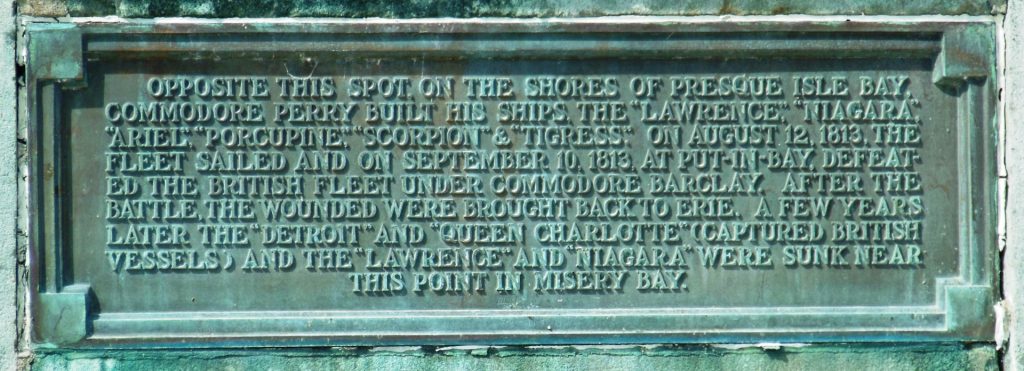 OPPOSITE THIS SPOT, ON THE SHORES OF PRESQUE ISLE BAY,
COMMODORE PERRY BUILT HIS SHIPS, THE "LAWRENCE", "NIAGARA",
"ARIEL", "PORCUPINE", "SCORPION" & "TIGRESS". ON AUGUST 12, 1813, THE
FLEET SAILED AND ON SEPTEMBER 10, 1813, AT PUT-IN-BAY, DEFEAT-
ED THE BRITISH FLEET UNDER COMMODORE BARCLAY. AFTER THE
BATTLE, THE WOUNDED WERE BROUGHT BACK TO ERIE. A FEW YEARS
LATER THE "DETROIT" AND "QUEEN CHARLOTTE" (CAPTURED BRITISH
VESSELS) AND THE "LAWRENCE" AND "NIAGARA" WERE SUNK NEAR
THIS POINT IN MISERY BAY.